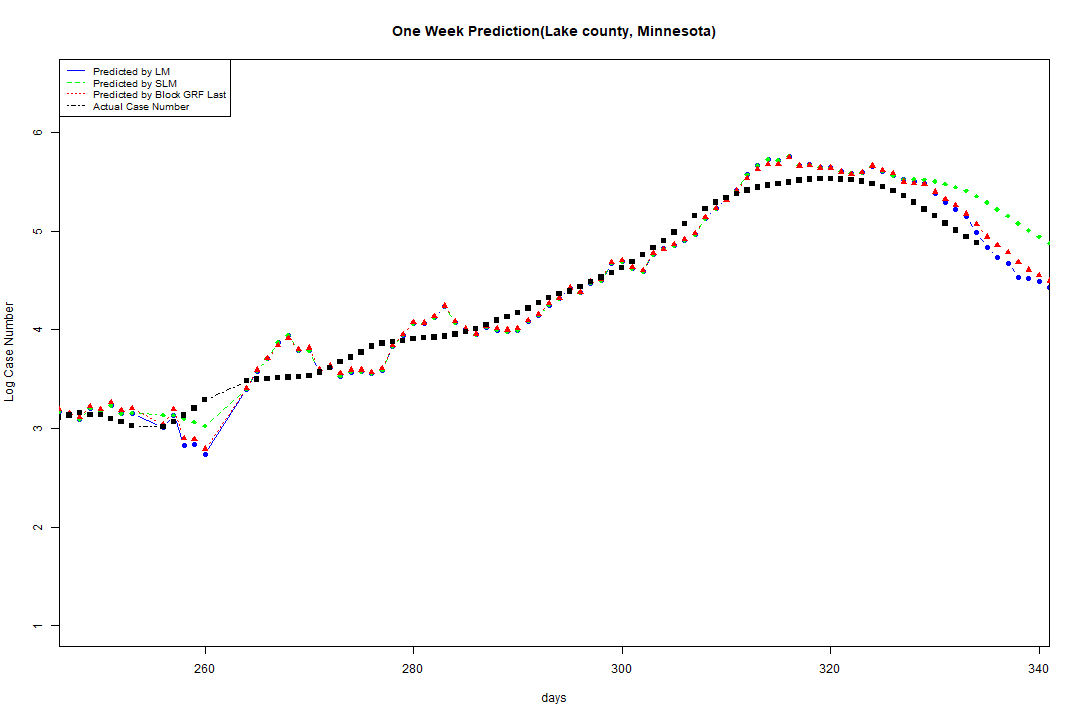 One Week Prediction(Lake county, Minnesota)
Predicted by LM
Predicted by SLM
Predicted by Block GRF Last
Actual Case Number
Log Case Number
6
5
4
3
2
1
260
280
300
320
340
days